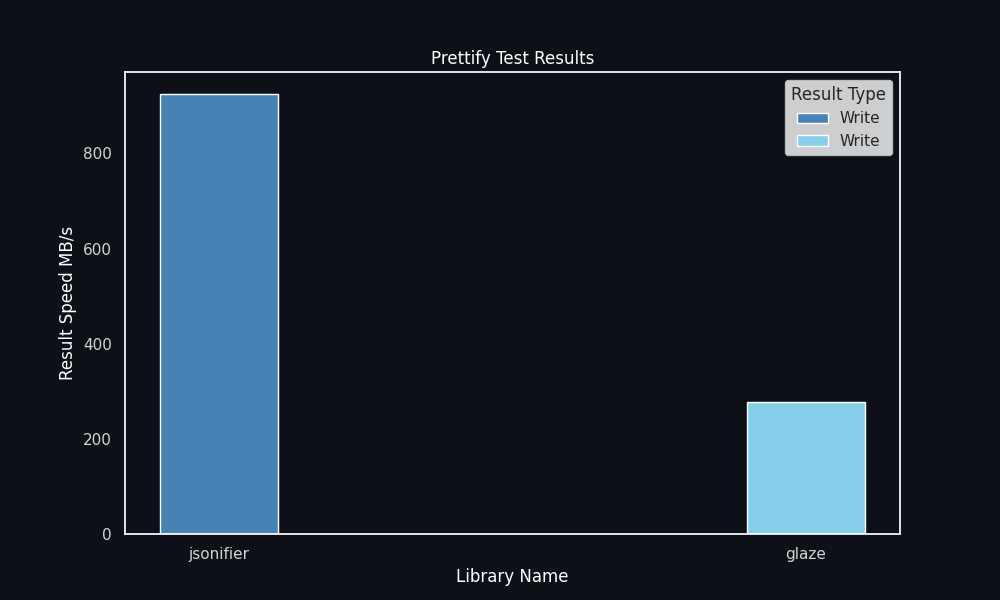 Prettify Test Results
Result Type
Write
Write
Result Speed MB/s
800
600
400
200
0
jsonifier
glaze
Library Name